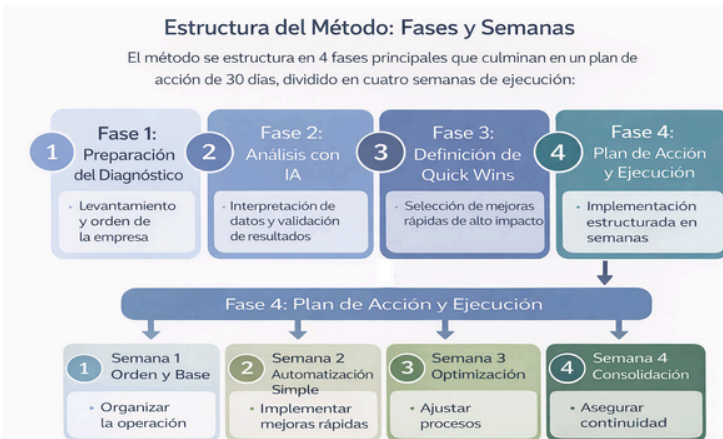 Estructura del Método: Fases y Semanas
El método se estructura en 4 fases principales que culminan en un plan de
acción de 30 días, dividido en cuatro semanas de ejecución:
1
Fase 1:
Preparación
del Diagnóstico
• Levantamiento
y orden de
la empresa
2
Fase 2:
Análisis con
IA
• Interpretación de
datos y validación
de resultados
3
Fase 3:
Definición de
Quick Wins
• Selección de mejoras
rápidas de alto impacto
4
Fase 4:
Plan de Acción
y Ejecución
• Implementación
estructurada en
semanas
Fase 4: Plan de Acción y Ejecución
1
Semana 1
Orden y Base
• Organizar
la operación
2
Semana 2
Automatización
Simple
• Implementar
mejoras rápidas
3
Semana 3
Optimización
• Ajustar
procesos
4
Semana 4
Consolidación
• Asegurar
continuidad